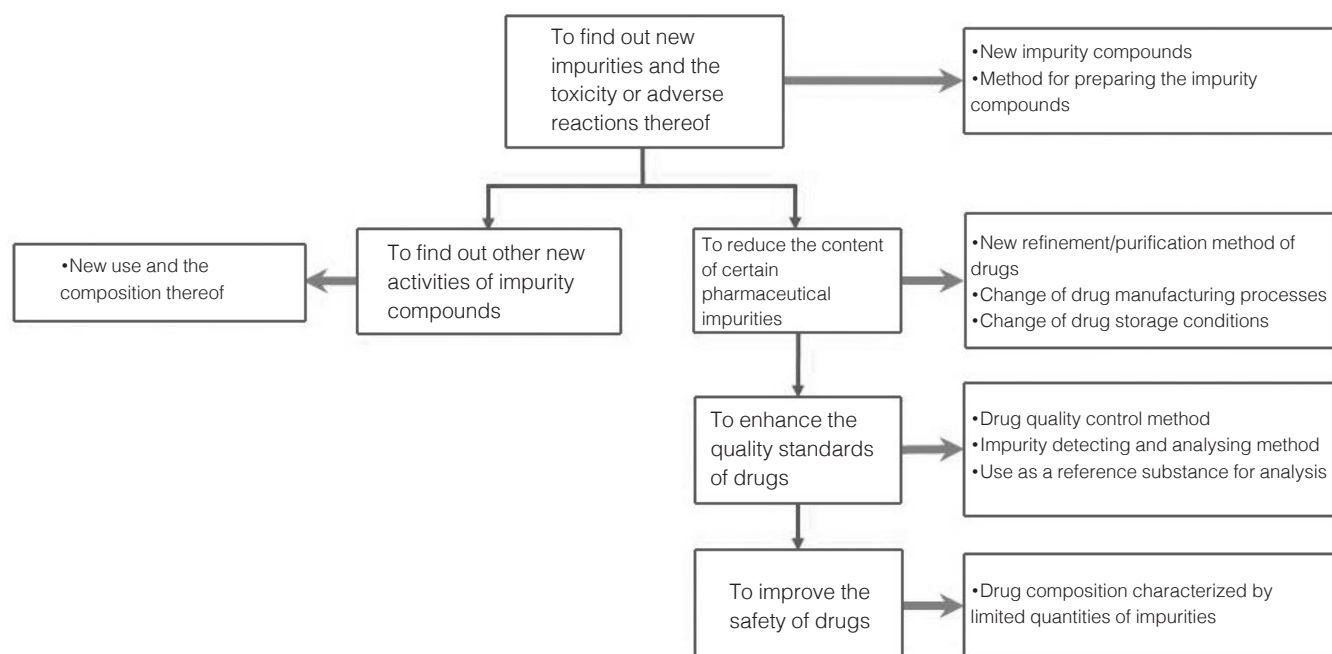 To find out new
impurities and the
toxicity or adverse
reactions thereof
•New impurity compounds
•Method for preparing the impurity
compounds
•New use and the
composition thereof
To find out other new
activities of impurity
compounds
To reduce the content
of certain
pharmaceutical
impurities
•New refinement/purification method of
drugs
•Change of drug manufacturing processes
•Change of drug storage conditions
To enhance the
quality standards
of drugs
•Drug quality control method
•Impurity detecting and analysing method
•Use as a reference substance for analysis
To improve the
safety of drugs
•Drug composition characterized by
limited quantities of impurities